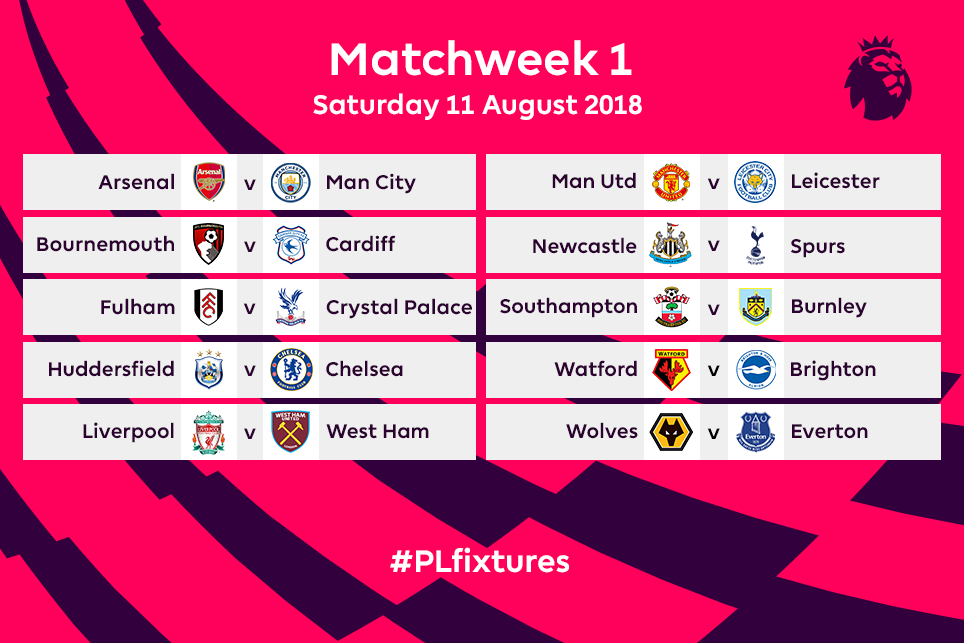 Matchweek 1
Saturday 11 August 2018
Arsenal v Man City
Bournemouth v Cardiff
Fulham v Crystal Palace
Huddersfield v Chelsea
Liverpool v West Ham
Man Utd v Leicester
Newcastle v Spurs
Southampton v Burnley
Watford v Brighton
Wolves v Everton
#PLfixtures